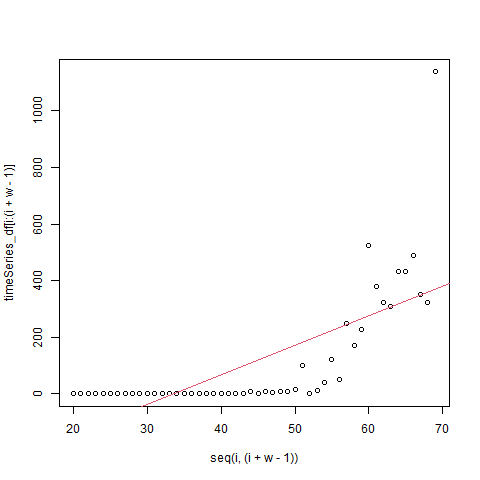 timeSeries_df[i:(i + w - 1)]
0 200 400 600 800 1000
20 30 40 50 60 70
seq(i, (i + w - 1))